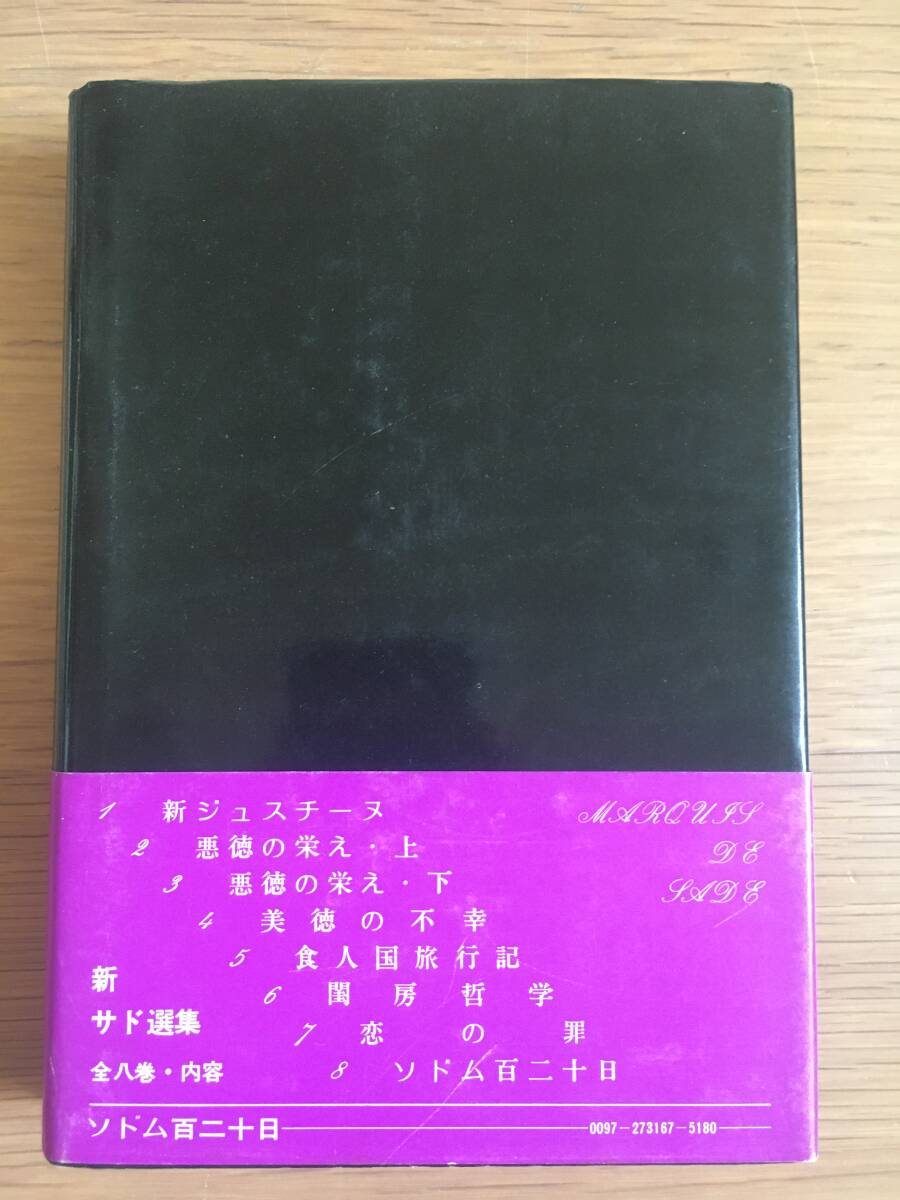 1 新ジュスチーヌ
2 悪徳の栄え・上
3 悪徳の栄え・下
4 美徳の不幸
5 食人国旅行記
6 閨房哲学
7 恋の罪
8 ソドム百二十日
MARQUIS
DE
SADE
新
サド選集
全八巻・内容
ソドム百二十日
0097-273167-5180